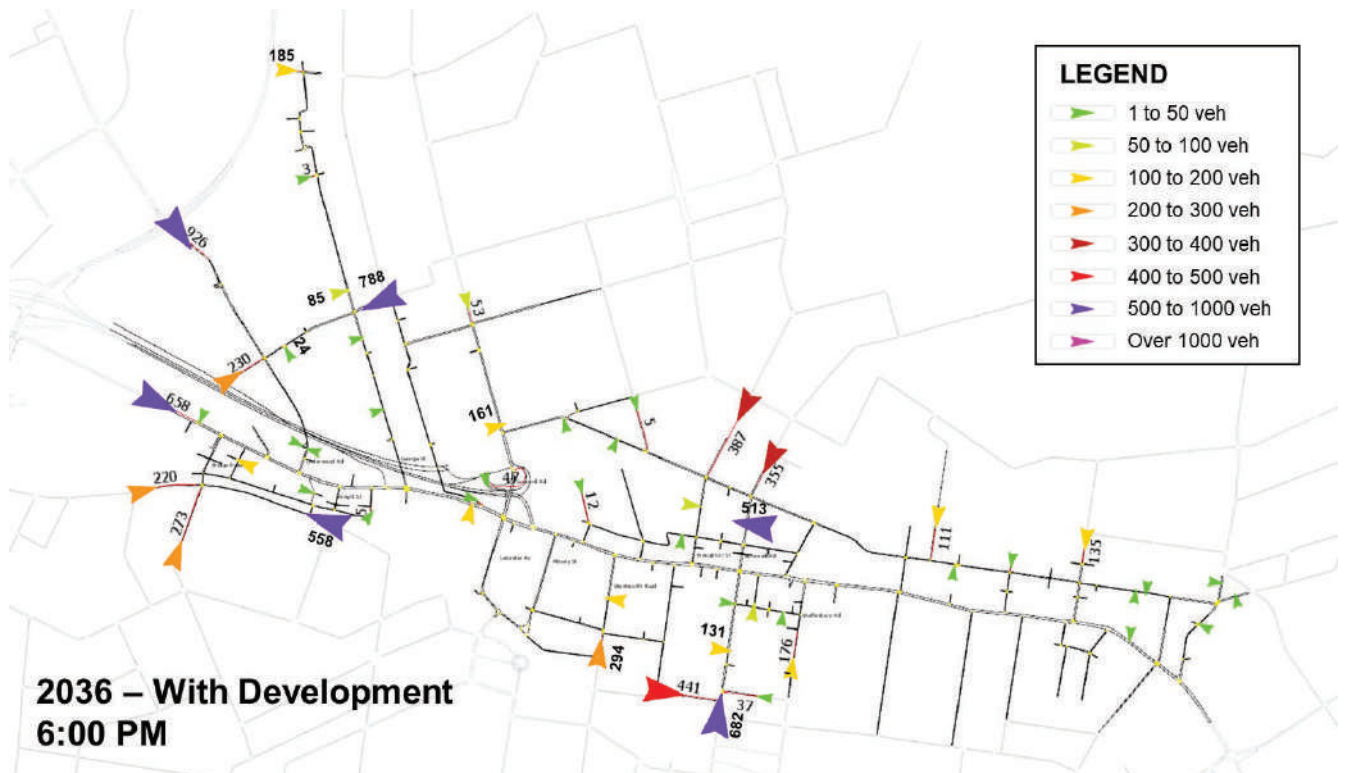 185
LEGEND
1 to 50 veh
50 to 100 veh
100 to 200 veh
200 to 300 veh
300 to 400 veh
400 to 500 veh
500 to 1000 veh
Over 1000 veh
3
926
85
788
53
24
230
658
161
5
387
355
47
12
513
220
273
558
5
111
135
131
176
294
441
37
682
2036 – With Development
6:00 PM